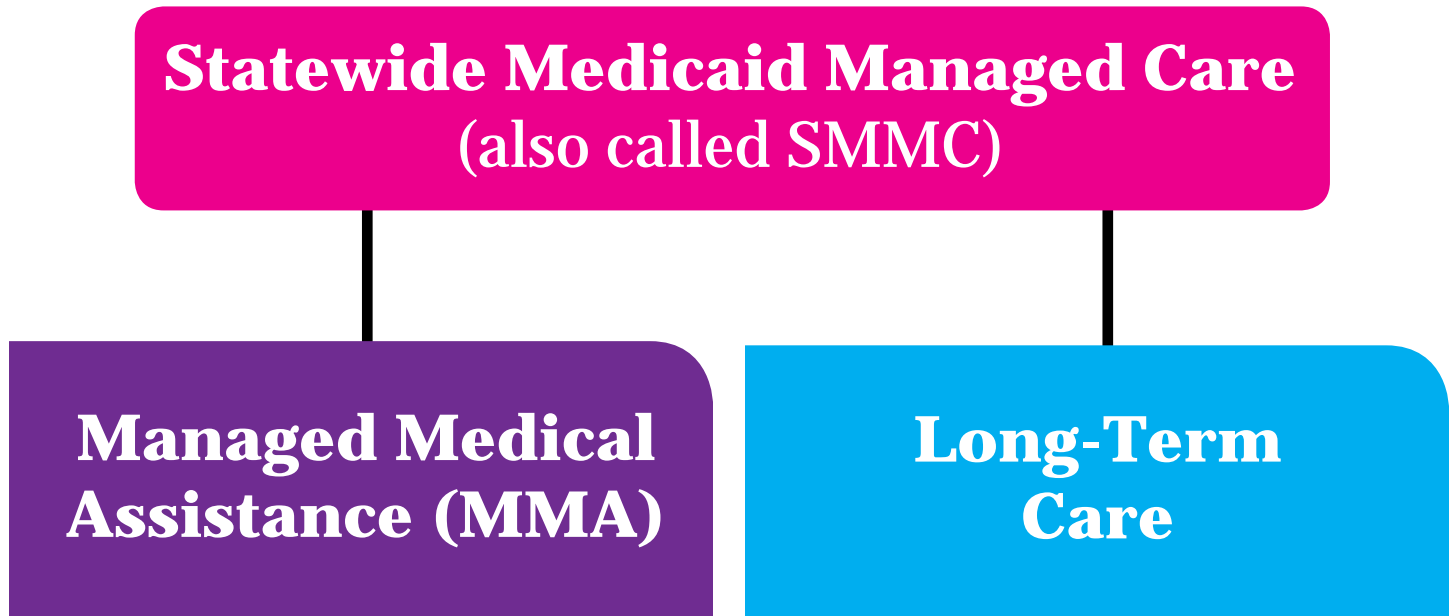 Statewide Medicaid Managed Care
(also called SMMC)
Managed Medical
Assistance (MMA)
Long-Term
Care